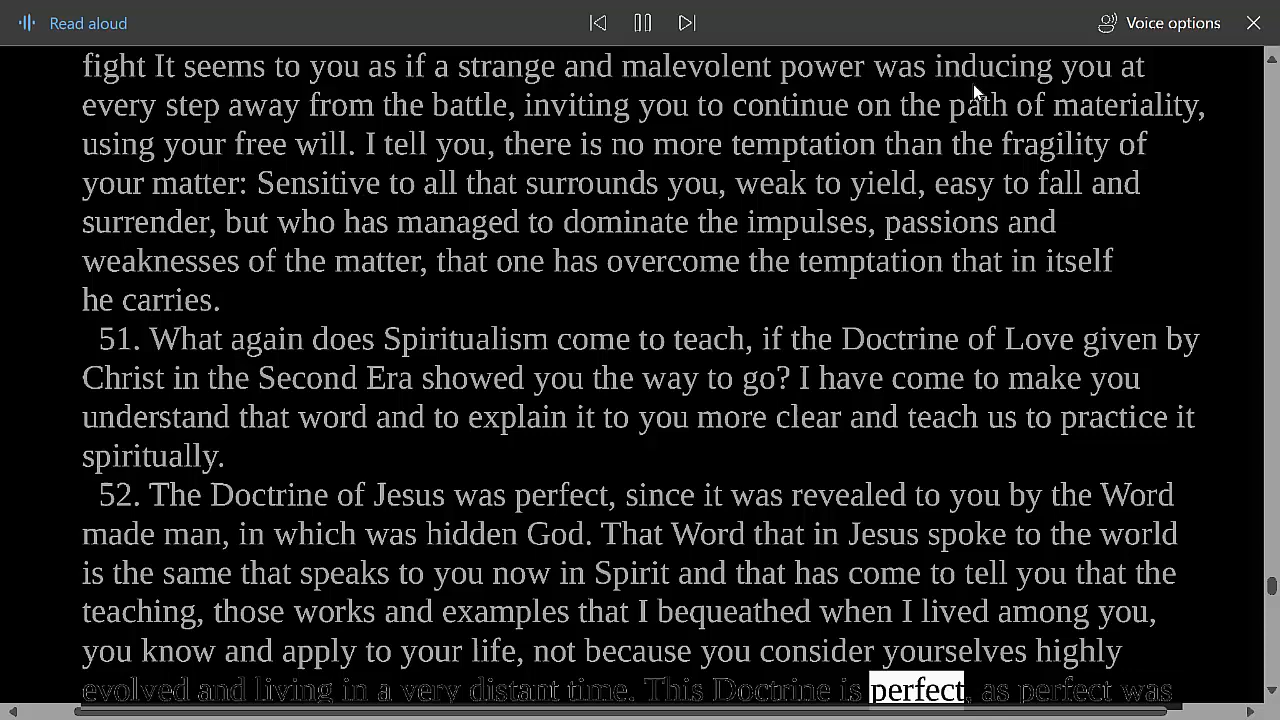 Read aloud
Voice options
fight It seems to you as if a strange and malevolent power was inducing you at
every step away from the battle, inviting you to continue on the path of materiality,
using your free will. I tell you, there is no more temptation than the fragility of
your matter: Sensitive to all that surrounds you, weak to yield, easy to fall and
surrender, but who has managed to dominate the impulses, passions and
weaknesses of the matter, that one has overcome the temptation that in itself
he carries.
51. What again does Spiritualism come to teach, if the Doctrine of Love given by
Christ in the Second Era showed you the way to go? I have come to make you
understand that word and to explain it to you more clear and teach us to practice it
spiritually.
52. The Doctrine of Jesus was perfect, since it was revealed to you by the Word
made man, in which was hidden God. That Word that in Jesus spoke to the world
is the same that speaks to you now in Spirit and that has come to tell you that the
teaching, those works and examples that I bequeathed when I lived among you,
you know and apply to your life, not because you consider yourselves highly
evolved and living in a very distant time. This Doctrine is perfect, as perfect was